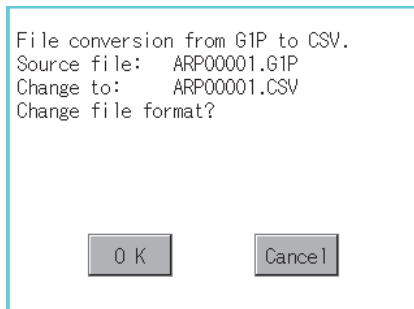 File conversion from G1P to CSV.
Source file: ARP00001.G1P
Change to: ARP00001.CSV
Change file format?
OK Cancel